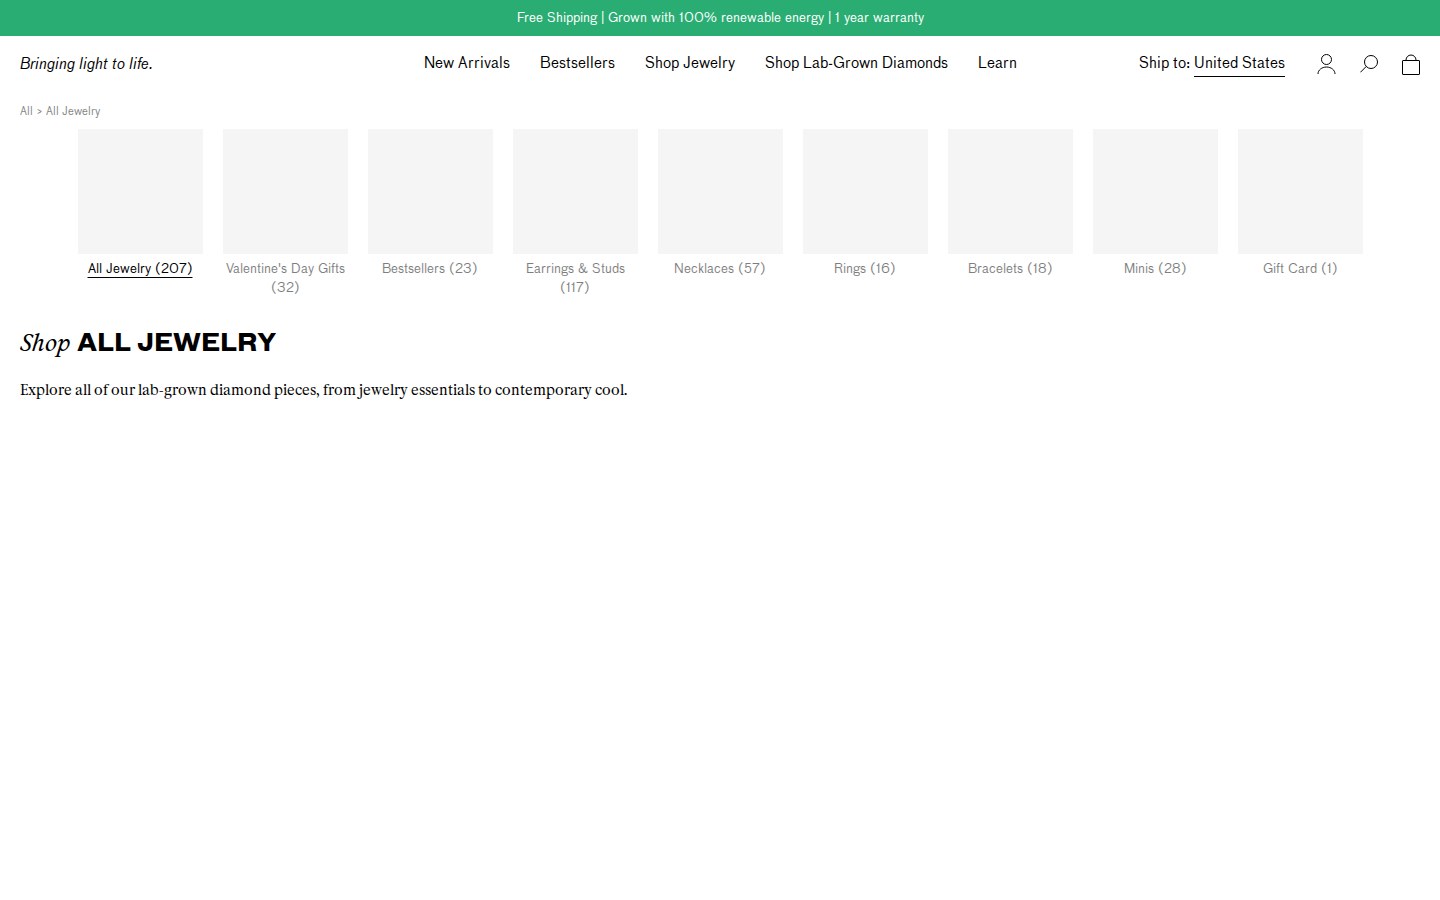 Free Shipping | Grown with 100% renewable energy | 1 year warranty
Bringing light to life.
New Arrivals
Bestsellers
Shop Jewelry
Shop Lab-Grown Diamonds
Learn
Ship to: United States
All > All Jewelry
All Jewelry (207)
Valentine's Day Gifts
(32)
Bestsellers (23)
Earrings & Studs
(117)
Necklaces (57)
Rings (16)
Bracelets (18)
Minis (28)
Gift Card (1)
Shop ALL JEWELRY
Explore all of our lab-grown diamond pieces, from jewelry essentials to contemporary cool.